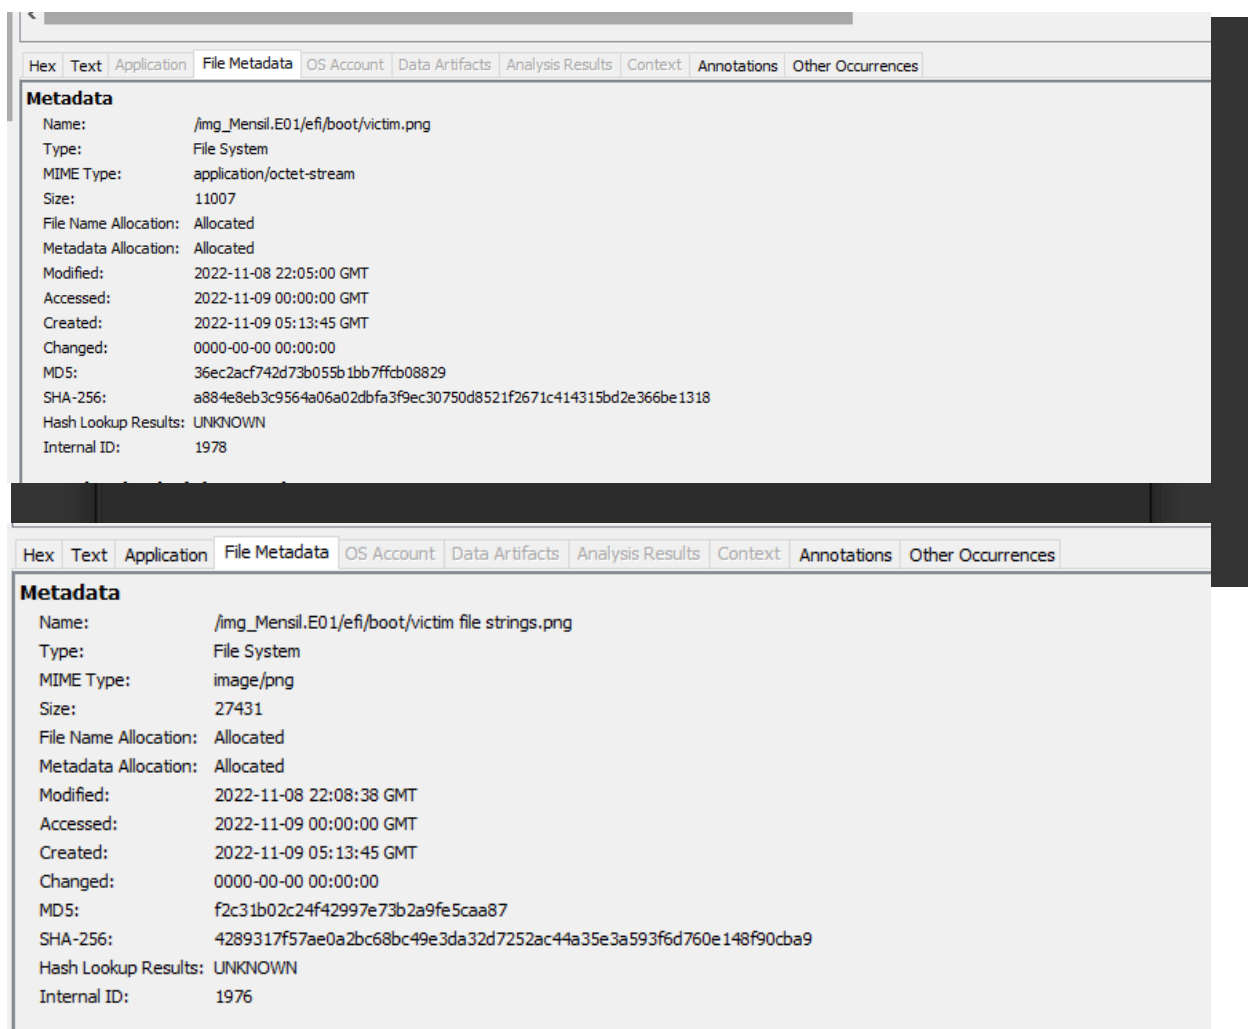 Hex Text Application File Metadata OS Account Data Artifacts Analysis Results Context Annotations Other Occurrences
Metadata
Name: /img_Mensil.E01/efi/boot/victim.png
Type: File System
MIME Type: application/octet-stream
Size: 11007
File Name Allocation: Allocated
Metadata Allocation: Allocated
Modified: 2022-11-08 22:05:00 GMT
Accessed: 2022-11-09 00:00:00 GMT
Created: 2022-11-09 05:13:45 GMT
Changed: 0000-00-00 00:00:00
MD5: 36ec2acf742d73b055b1bb7ffcb08829
SHA-256: a884e8eb3c9564a06a02dbfa3f9ec30750d8521f2671c414315bd2e366be1318
Hash Lookup Results: UNKNOWN
Internal ID: 1978
Hex Text Application File Metadata OS Account Data Artifacts Analysis Results Context Annotations Other Occurrences
Metadata
Name: /img_Mensil.E01/efi/boot/victim file strings.png
Type: File System
MIME Type: image/png
Size: 27431
File Name Allocation: Allocated
Metadata Allocation: Allocated
Modified: 2022-11-08 22:08:38 GMT
Accessed: 2022-11-09 00:00:00 GMT
Created: 2022-11-09 05:13:45 GMT
Changed: 0000-00-00 00:00:00
MD5: f2c31b02c24f42997e73b2a9fe5caa87
SHA-256: 4289317f57ae0a2bc68bc49e3da32d7252ac44a35e3a593f6d760e148f90cba9
Hash Lookup Results: UNKNOWN
Internal ID: 1976